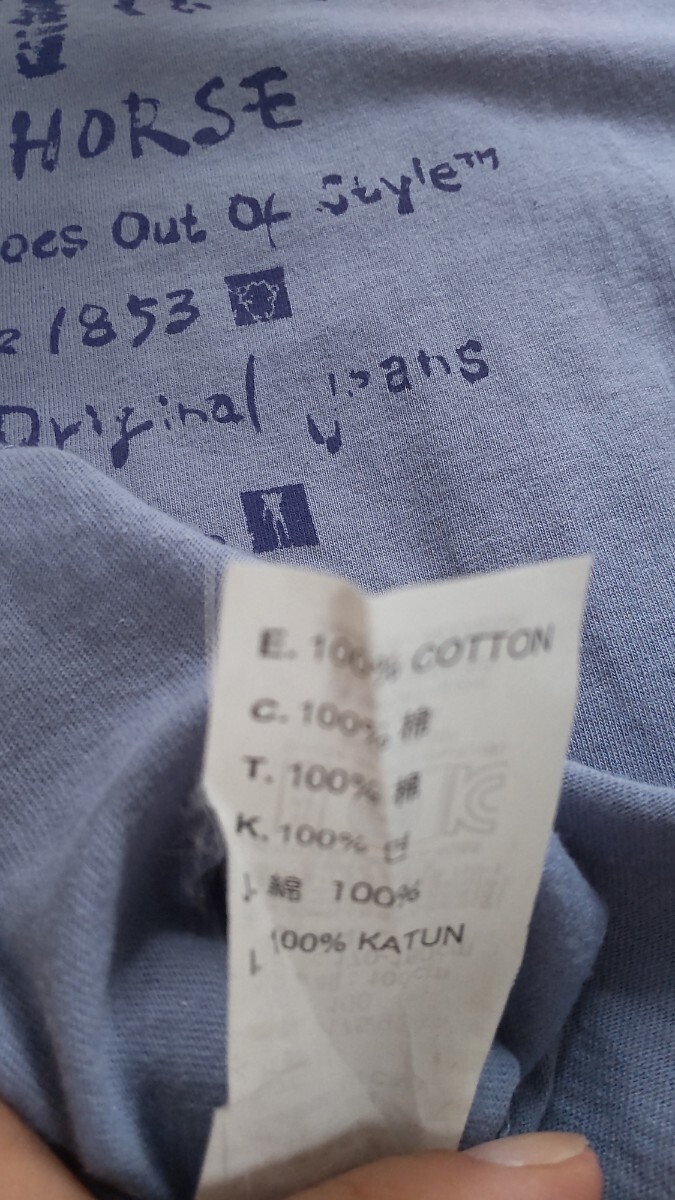 HORSE
oes Out Of Style™
1853
Original Jeans
E. 100% COTTON
C. 100% 棉
T. 100% 棉
K. 100% 면
J. 綿 100%
I. 100% KATUN